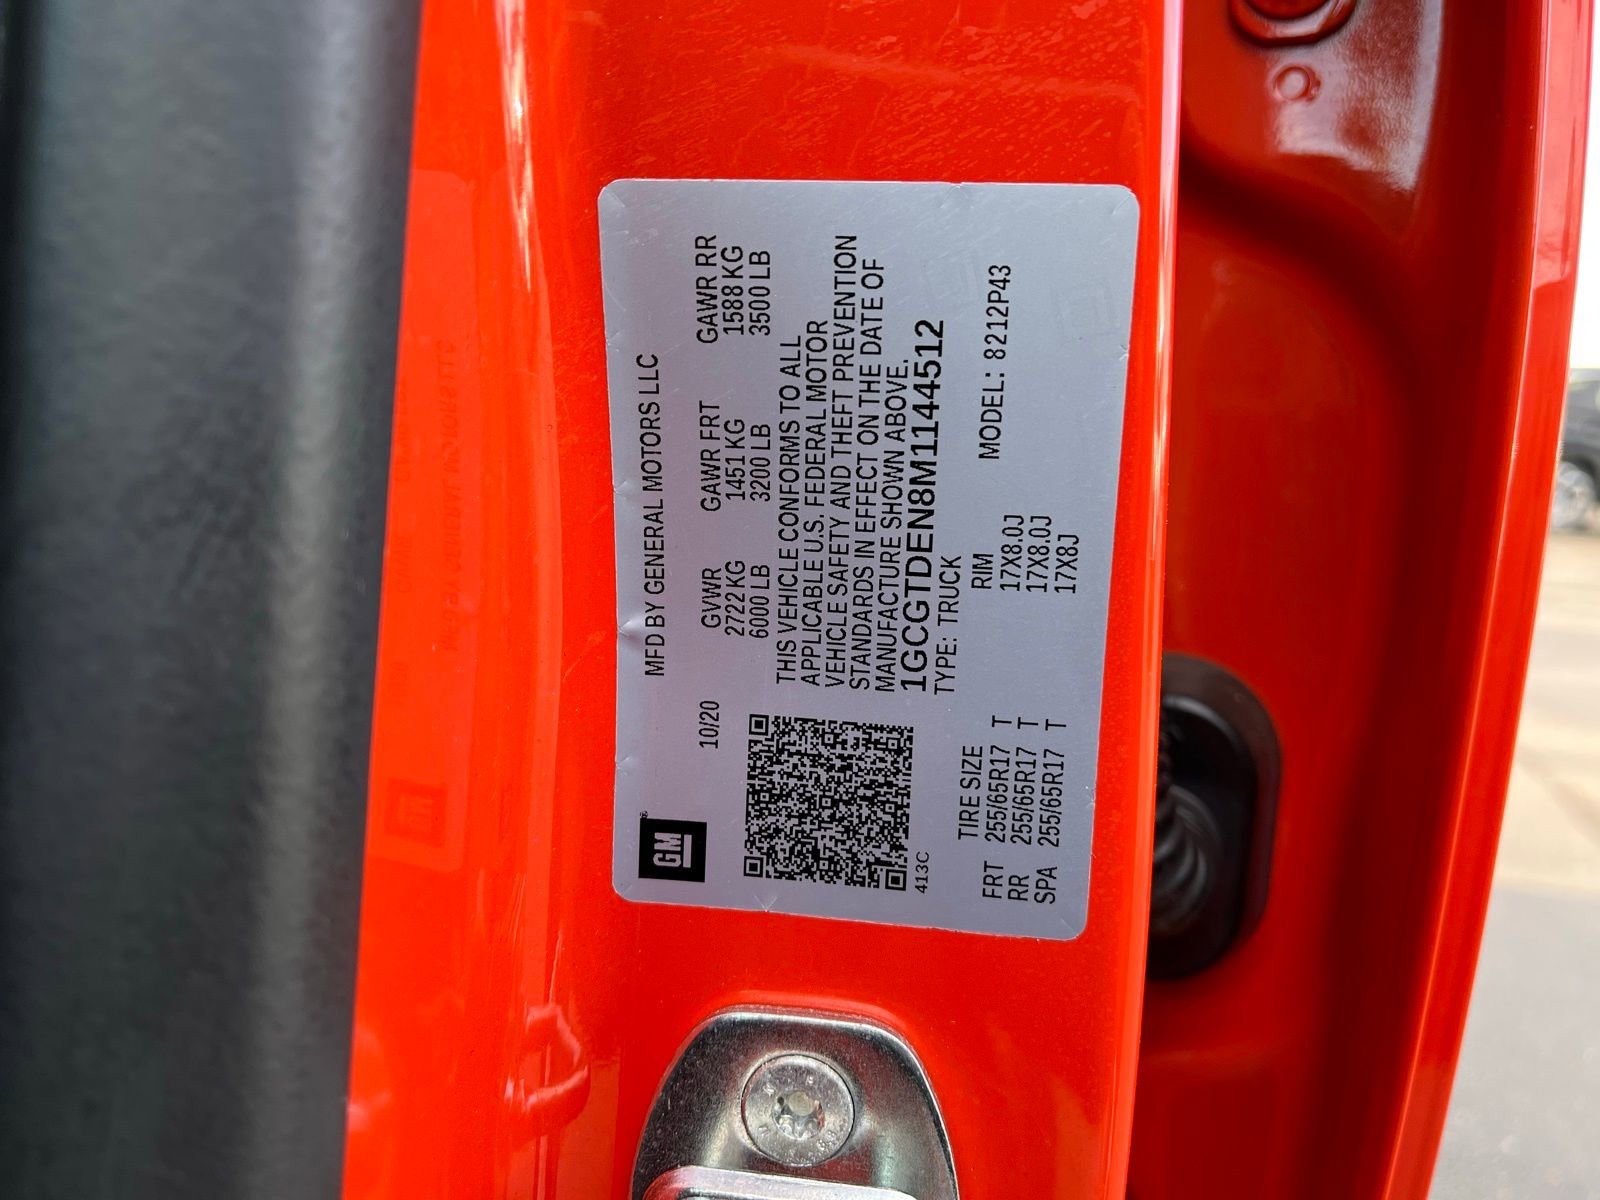 GM
MFD BY GENERAL MOTORS LLC
10/20
GVWR GAWR FRT GAWR RR
2722 KG 1451 KG 1588 KG
6000 LB 3200 LB 3500 LB
THIS VEHICLE CONFORMS TO ALL
APPLICABLE U.S. FEDERAL MOTOR
VEHICLE SAFETY AND THEFT PREVENTION
STANDARDS IN EFFECT ON THE DATE OF
MANUFACTURE SHOWN ABOVE.
1GCGTDEN8M1144512
413C
TYPE: TRUCK
TIRE SIZE RIM MODEL: 8212P43
FRT 255/65R17 T 17X8.0J
RR 255/65R17 T 17X8.0J
SPA 255/65R17 T 17X8J